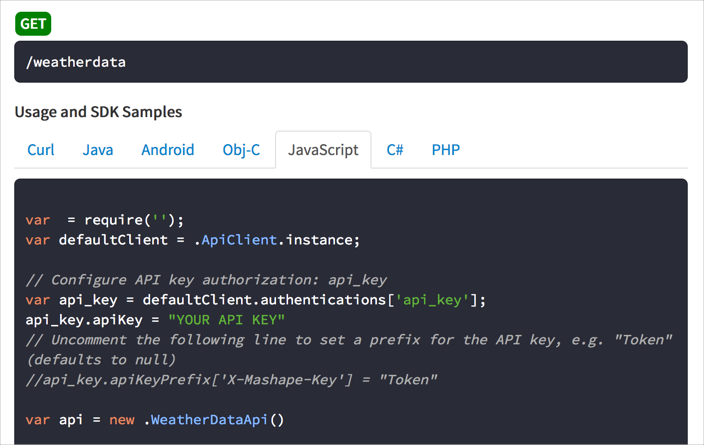 GET
/weatherdata
Usage and SDK Samples
Curl Java Android Obj-C JavaScript C# PHP
var  = require('');
var defaultClient = .ApiClient.instance;
// Configure API key authorization: api_key
var api_key = defaultClient.authentications['api_key'];
api_key.apiKey = "YOUR API KEY"
// Uncomment the following line to set a prefix for the API key, e.g. "Token"
(defaults to null)
//api_key.apiKeyPrefix['X-Mashape-Key'] = "Token"
var api = new .WeatherDataApi()